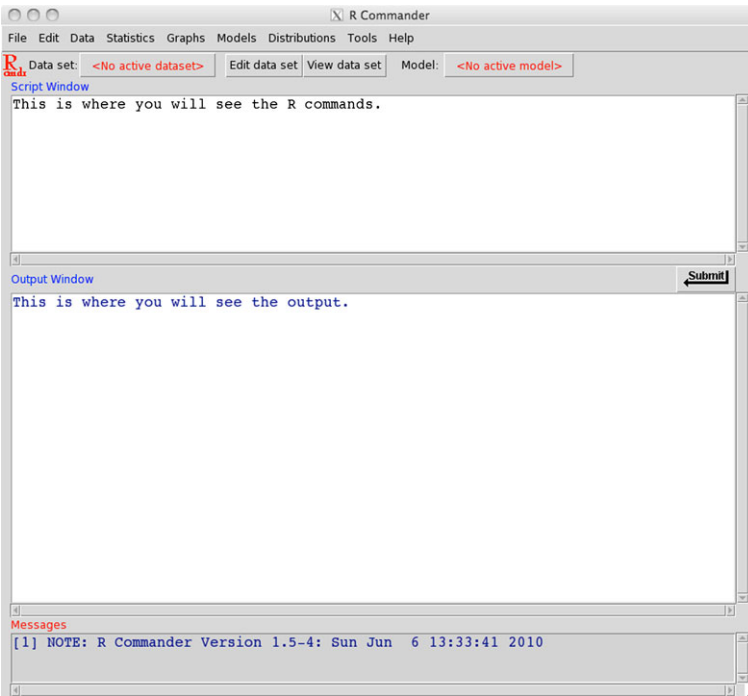 R Commander
File Edit Data Statistics Graphs Models Distributions Tools Help
R cmdr Data set: <No active dataset> Edit data set View data set Model: <No active model>
Script Window
This is where you will see the R commands.
Output Window Submit
This is where you will see the output.
Messages
[1] NOTE: R Commander Version 1.5-4: Sun Jun  6 13:33:41 2010